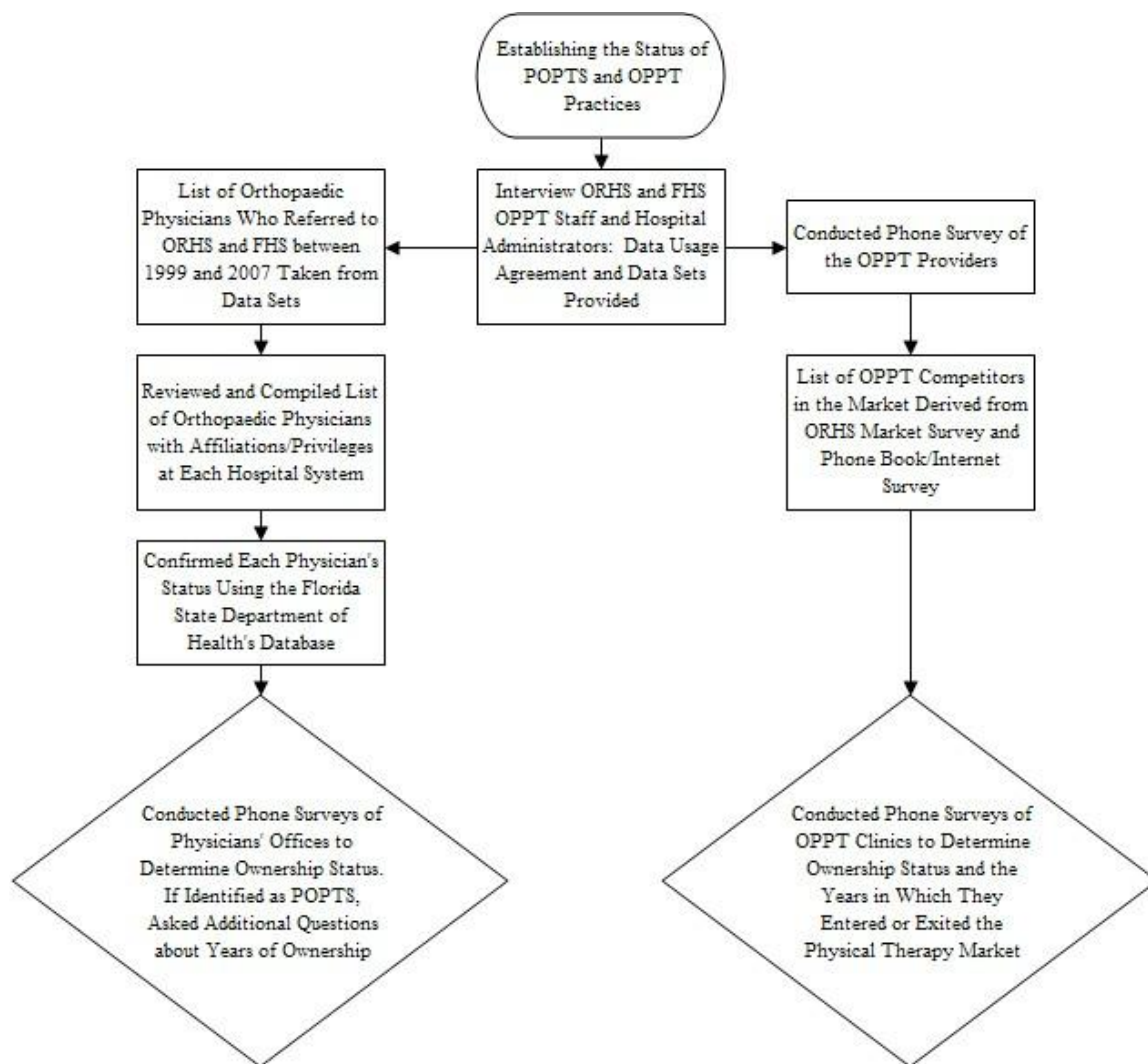 Establishing the Status of
POPTS and OPPT
Practices
List of Orthopaedic
Physicians Who Referred to
ORHS and FHS between
1999 and 2007 Taken from
Data Sets
Interview ORHS and FHS
OPPT Staff and Hospital
Administrators: Data Usage
Agreement and Data Sets
Provided
Conducted Phone Survey of
the OPPT Providers
Reviewed and Compiled List
of Orthopaedic Physicians
with Affiliations/Privileges
at Each Hospital System
List of OPPT Competitors
in the Market Derived from
ORHS Market Survey and
Phone Book/Internet
Survey
Confirmed Each Physician's
Status Using the Florida
State Department of
Health's Database
Conducted Phone Surveys of
Physicians' Offices to
Determine Ownership Status.
If Identified as POPTS,
Asked Additional Questions
about Years of Ownership
Conducted Phone Surveys of
OPPT Clinics to Determine
Ownership Status and the
Years in Which They
Entered or Exited the
Physical Therapy Market